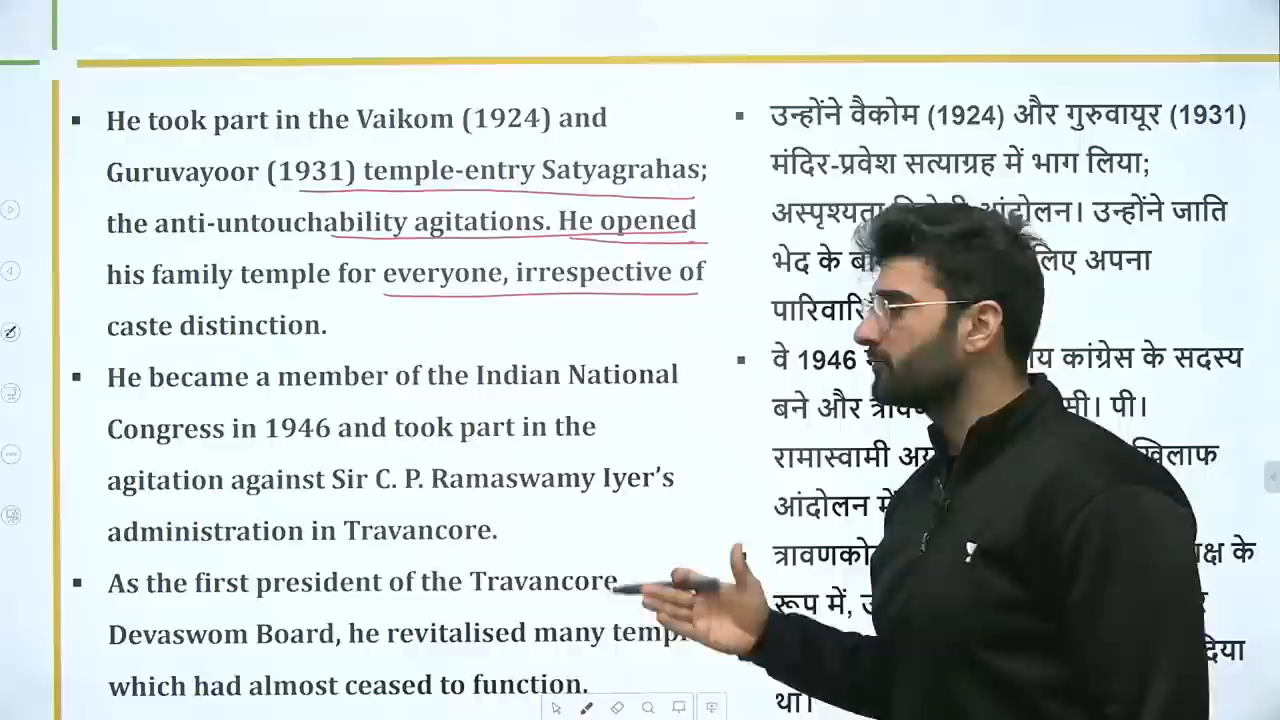 He took part in the Vaikom (1924) and
Guruvayoor (1931) temple-entry Satyagrahas;
the anti-untouchability agitations. He opened
his family temple for everyone, irrespective of
caste distinction.
He became a member of the Indian National
Congress in 1946 and took part in the
agitation against Sir C. P. Ramaswamy Iyer's
administration in Travancore.
As the first president of the Travancore
Devaswom Board, he revitalised many
which had almost ceased to function.
उन्होंने वैकोम (1924) और गुरुवायूर (1931)
मंदिर-प्रवेश सत्याग्रह में भाग लिया;
आंदोलन। उन्होंने जाति
भेद के लिए अपना
वे 1946 कांग्रेस के सदस्य
बने और पी।
रामास्वामी खिलाफ
आंदोलन में
के
रूप में,
दिया
था।